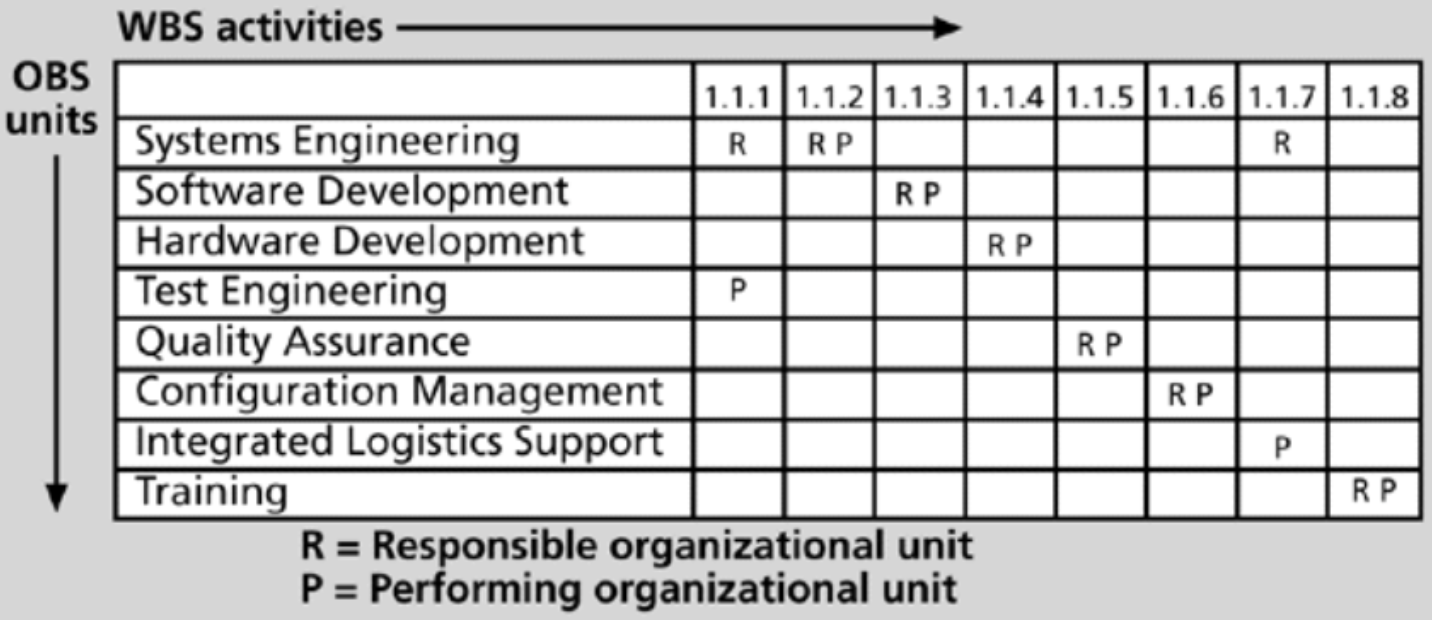 WBS activities
OBS
units
1.1.1 1.1.2 1.1.3 1.1.4 1.1.5 1.1.6 1.1.7 1.1.8
Systems Engineering R R P R
Software Development R P
Hardware Development R P
Test Engineering P
Quality Assurance R P
Configuration Management R P
Integrated Logistics Support P
Training R P
R = Responsible organizational unit
P = Performing organizational unit